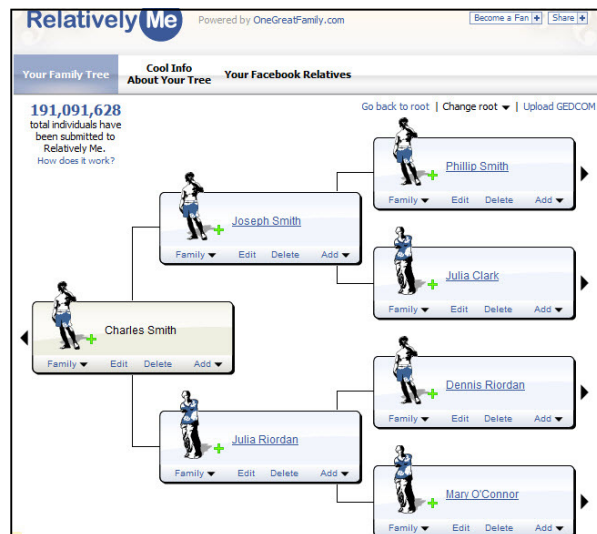 Relatively Me Powered by OneGreatFamily.com Become a Fan Share
Your Family Tree Cool Info About Your Tree Your Facebook Relatives
191,091,628
total individuals have
been submitted to
Relatively Me.
How does it work?
Go back to root | Change root | Upload GEDCOM
Phillip Smith
Family Edit Delete Add
Joseph Smith
Family Edit Delete Add
Julia Clark
Family Edit Delete Add
Charles Smith
Family Edit Delete Add
Dennis Riordan
Family Edit Delete Add
Julia Riordan
Family Edit Delete Add
Mary O'Connor
Family Edit Delete Add